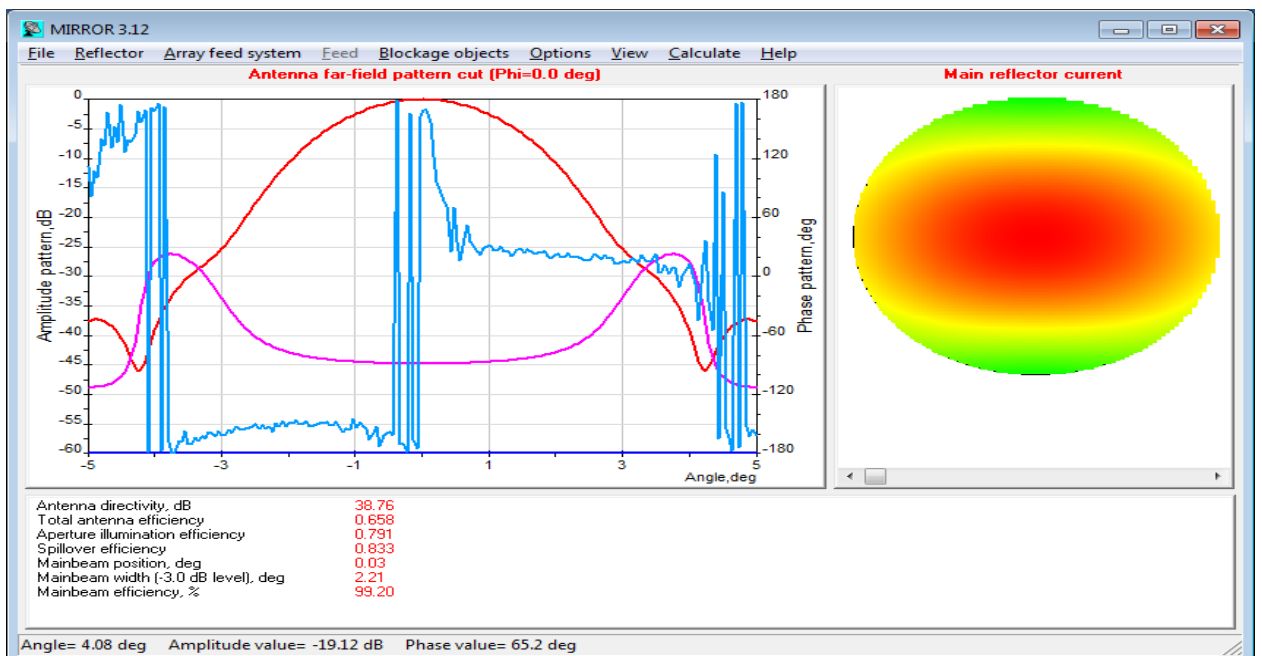 MIRROR 3.12
File Reflector Array feed system Feed Blockage objects Options View Calculate Help
Antenna far-field pattern cut (Phi=0.0 deg)
Main reflector current
Amplitude pattern,dB
0
-5
-10
-15
-20
-25
-30
-35
-40
-45
-50
-55
-60
-5
-3
-1
1
3
5
Angle,deg
180
120
60
0
-60
-120
-180
Phase pattern,deg
Antenna directivity, dB 38.76
Total antenna efficiency 0.658
Aperture illumination efficiency 0.791
Spillover efficiency 0.833
Mainbeam position, deg 0.03
Mainbeam width (-3.0 dB level), deg 2.21
Mainbeam efficiency, % 99.20
Angle= 4.08 deg Amplitude value= -19.12 dB Phase value= 65.2 deg